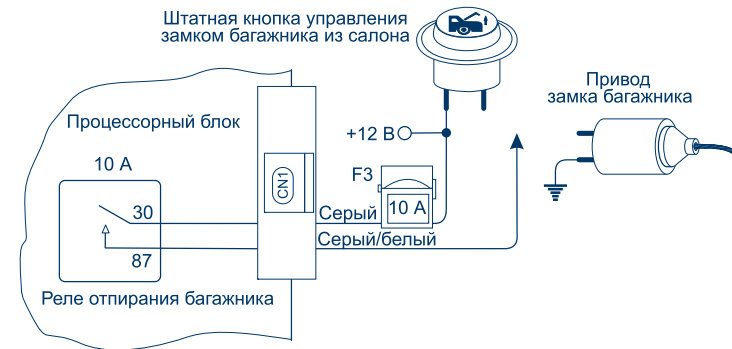 Штатная кнопка управления
замком багажника из салона
Привод
замка багажника
Процессорный блок
+12 В
10 А
F3
CN1
30
Серый
10 А
Серый/белый
87
Реле отпирания багажника